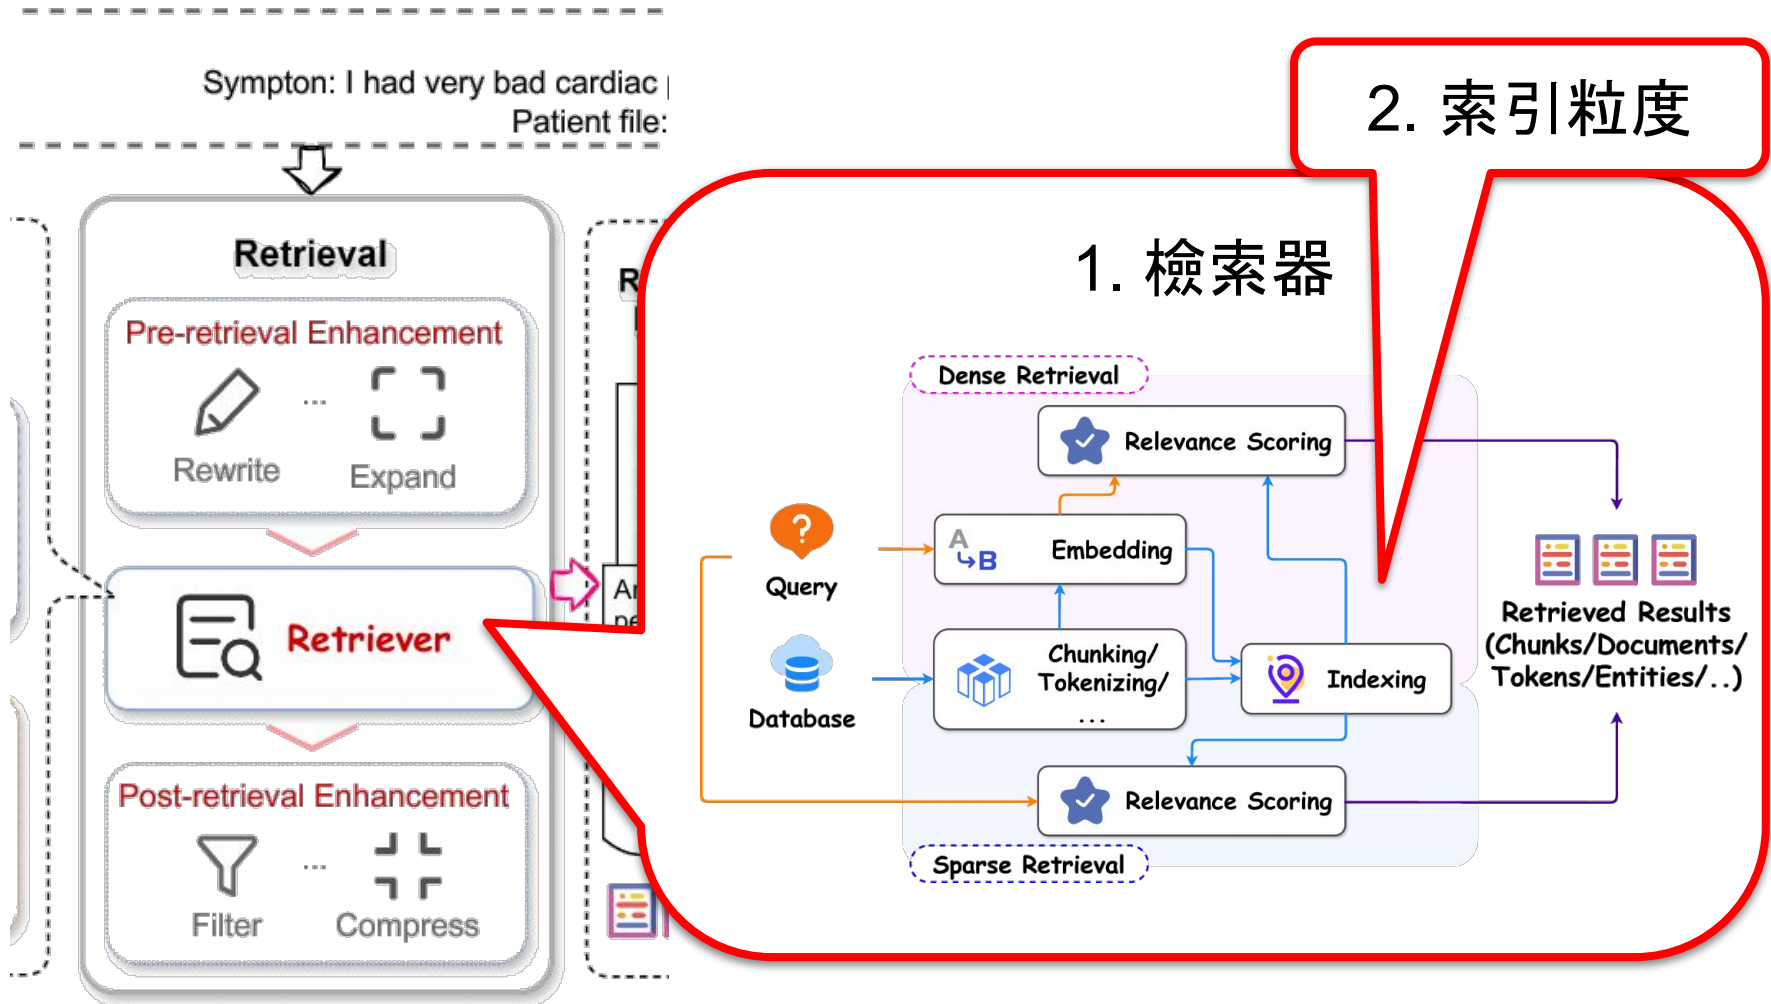 Sympton: I had very bad cardiac
Patient file:
2. 索引粒度
1. 檢索器
Retrieval
Pre-retrieval Enhancement
...
Rewrite
Expand
Retriever
Post-retrieval Enhancement
...
Filter
Compress
Dense Retrieval
Relevance Scoring
A
B
Embedding
?
Query
Chunking/
Tokenizing/
...
Database
Indexing
Retrieved Results
(Chunks/Documents/
Tokens/Entities/..)
Relevance Scoring
Sparse Retrieval